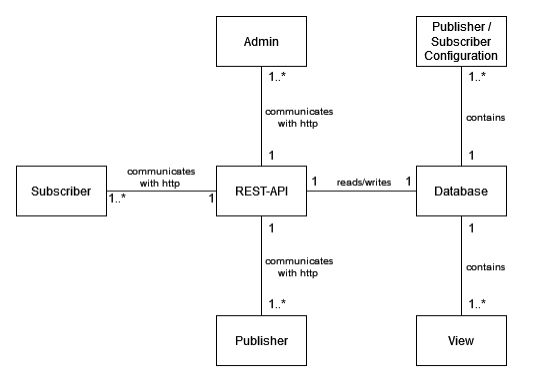 Admin
Publisher /
Subscriber
Configuration
1..*
1..*
communicates
with http
contains
1
1
communicates
with http
Subscriber
1..*
1
REST-API
1
reads/writes
1
Database
1
1
communicates
with http
contains
1..*
1..*
Publisher
View